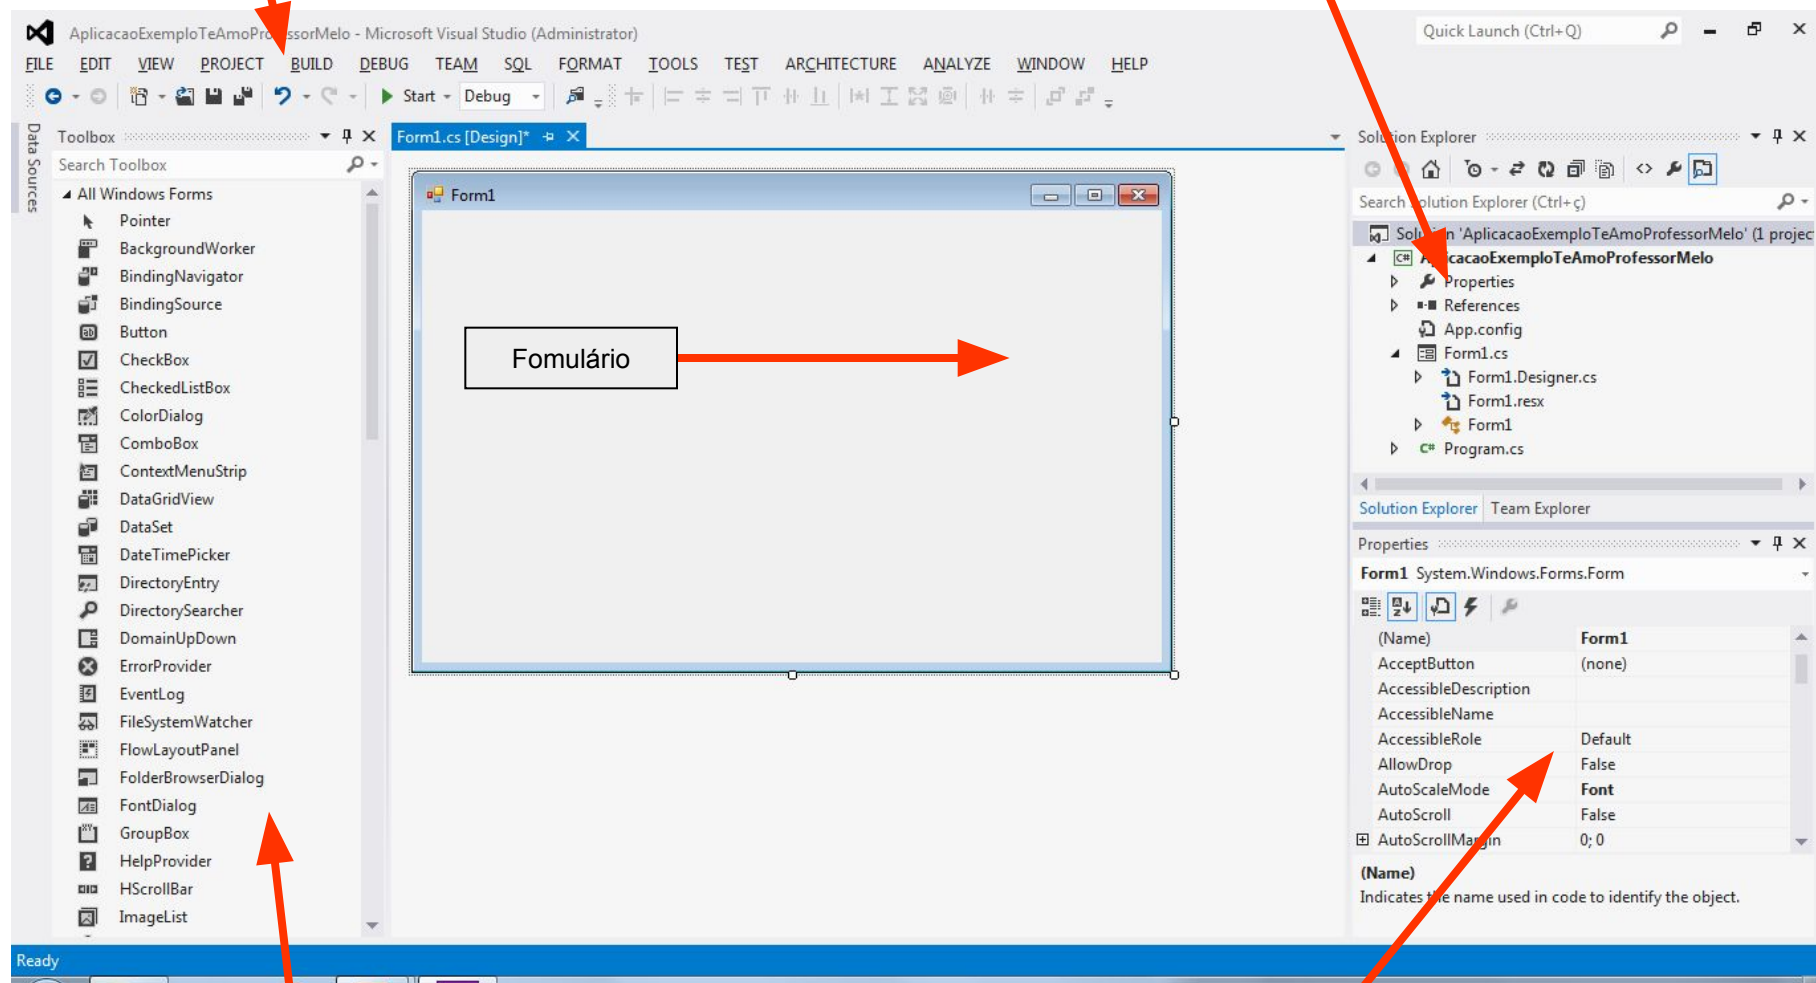 AplicacaoExemploTeAmoProfessorMelo - Microsoft Visual Studio (Administrator)
Quick Launch (Ctrl+Q)
FILE EDIT VIEW PROJECT BUILD DEBUG TEAM SQL FORMAT TOOLS TEST ARCHITECTURE ANALYZE WINDOW HELP
Start Debug
Data Sources
Toolbox
Search Toolbox
All Windows Forms
Pointer
BackgroundWorker
BindingNavigator
BindingSource
Button
CheckBox
CheckedListBox
ColorDialog
ComboBox
ContextMenuStrip
DataGridView
DataSet
DateTimePicker
DirectoryEntry
DirectorySearcher
DomainUpDown
ErrorProvider
EventLog
FileSystemWatcher
FlowLayoutPanel
FolderBrowserDialog
FontDialog
GroupBox
HelpProvider
HScrollBar
ImageList
Form1.cs [Design]*
Form1
Fomulário
Solution Explorer
Search Solution Explorer (Ctrl+ç)
Solution 'AplicacaoExemploTeAmoProfessorMelo' (1 projec
AplicacaoExemploTeAmoProfessorMelo
Properties
References
App.config
Form1.cs
Form1.Designer.cs
Form1.resx
Form1
Program.cs
Solution Explorer Team Explorer
Properties
Form1 System.Windows.Forms.Form
(Name) Form1
AcceptButton (none)
AccessibleDescription
AccessibleName
AccessibleRole Default
AllowDrop False
AutoScaleMode Font
AutoScroll False
AutoScrollMargin 0; 0
(Name)
Indicates the name used in code to identify the object.
Ready